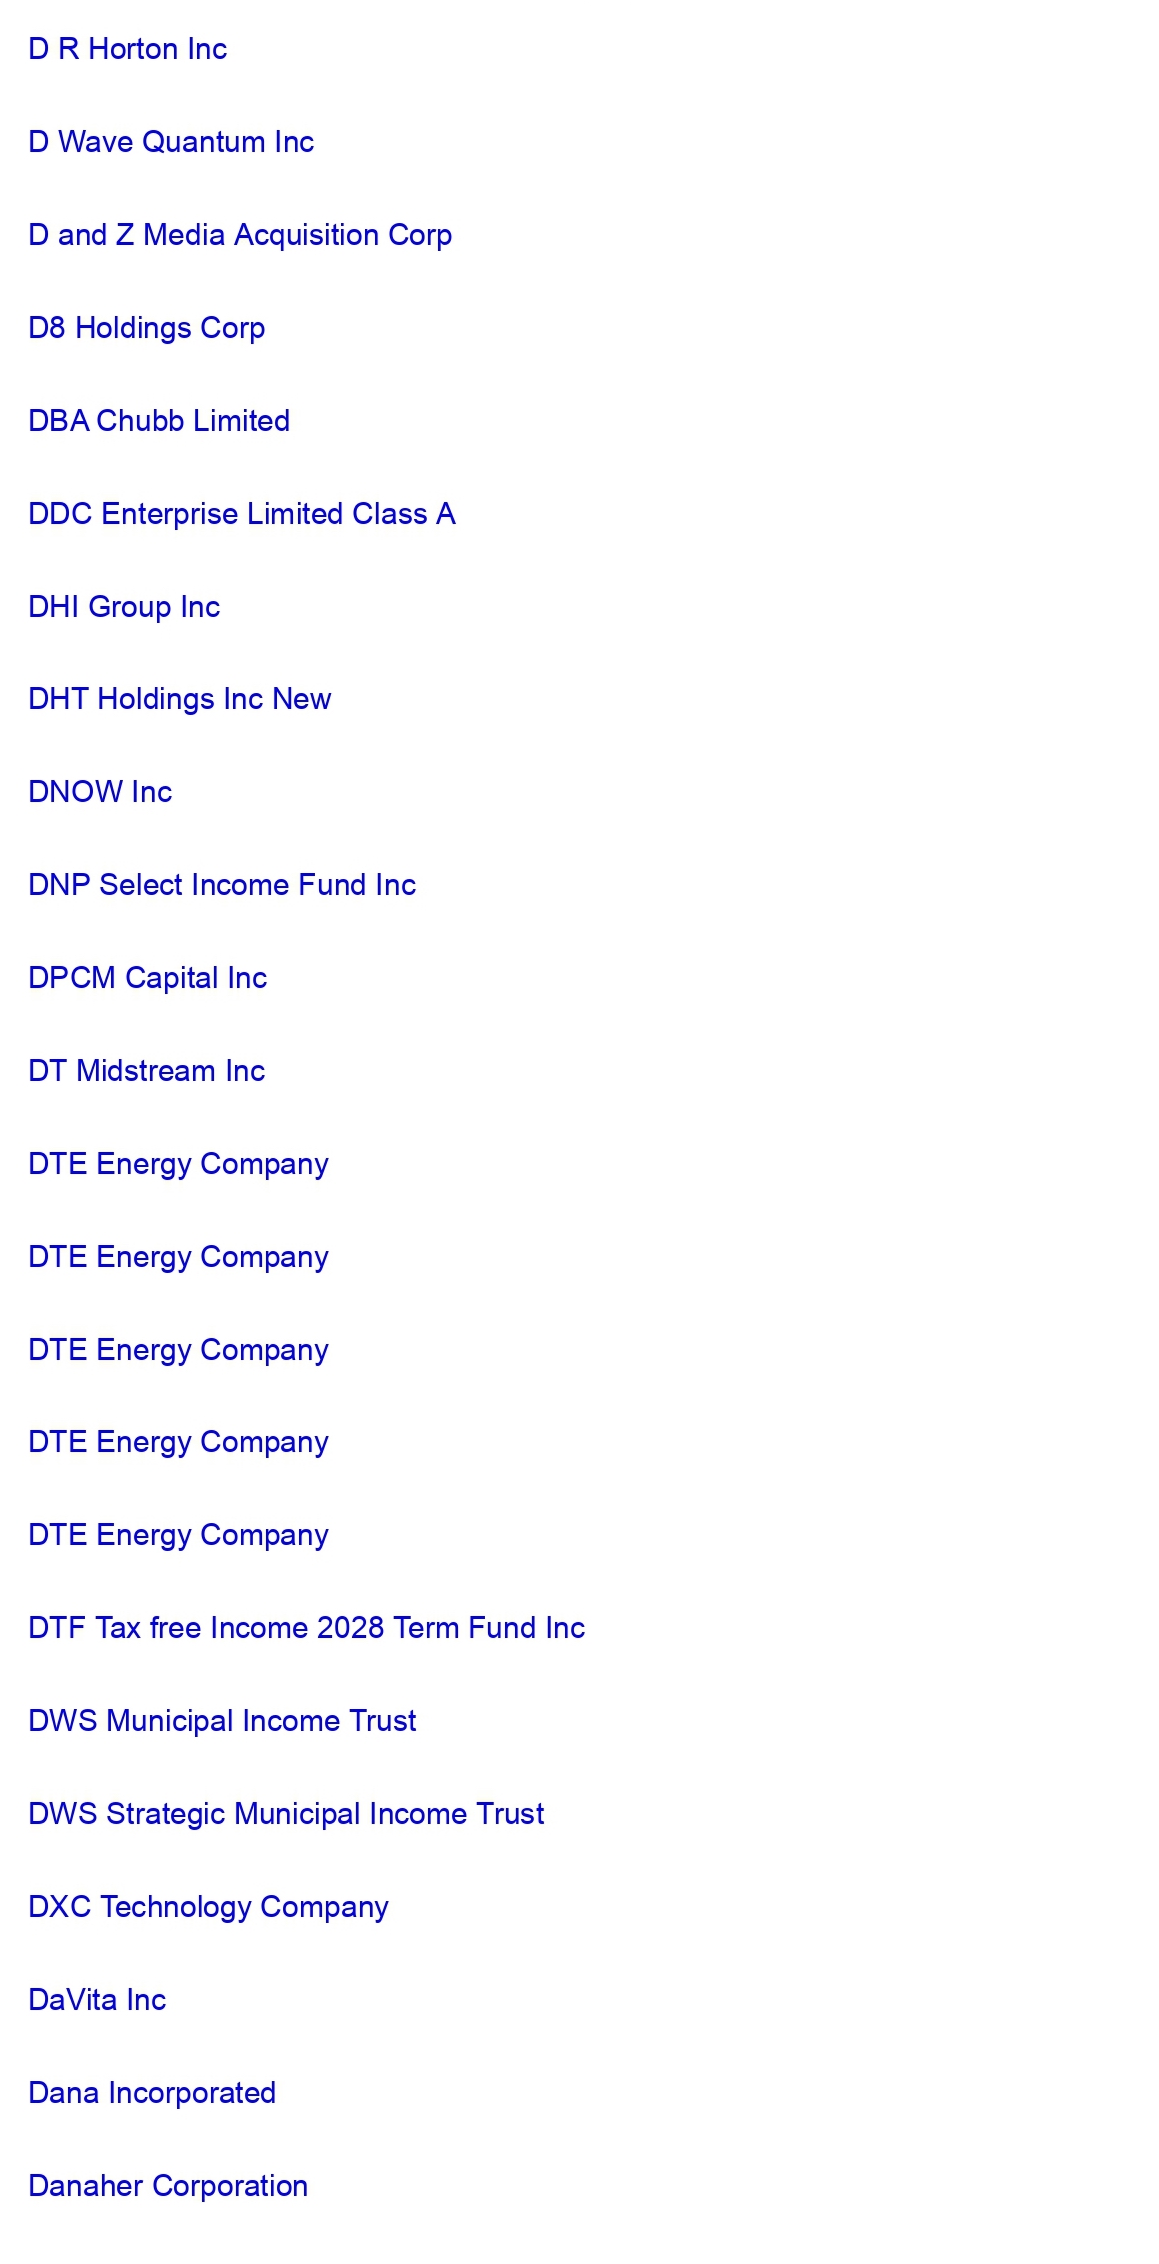 D R Horton Inc
D Wave Quantum Inc
D and Z Media Acquisition Corp
D8 Holdings Corp
DBA Chubb Limited
DDC Enterprise Limited Class A
DHI Group Inc
DHT Holdings Inc New
DNOW Inc
DNP Select Income Fund Inc
DPCM Capital Inc
DT Midstream Inc
DTE Energy Company
DTE Energy Company
DTE Energy Company
DTE Energy Company
DTE Energy Company
DTF Tax free Income 2028 Term Fund Inc
DWS Municipal Income Trust
DWS Strategic Municipal Income Trust
DXC Technology Company
DaVita Inc
Dana Incorporated
Danaher Corporation